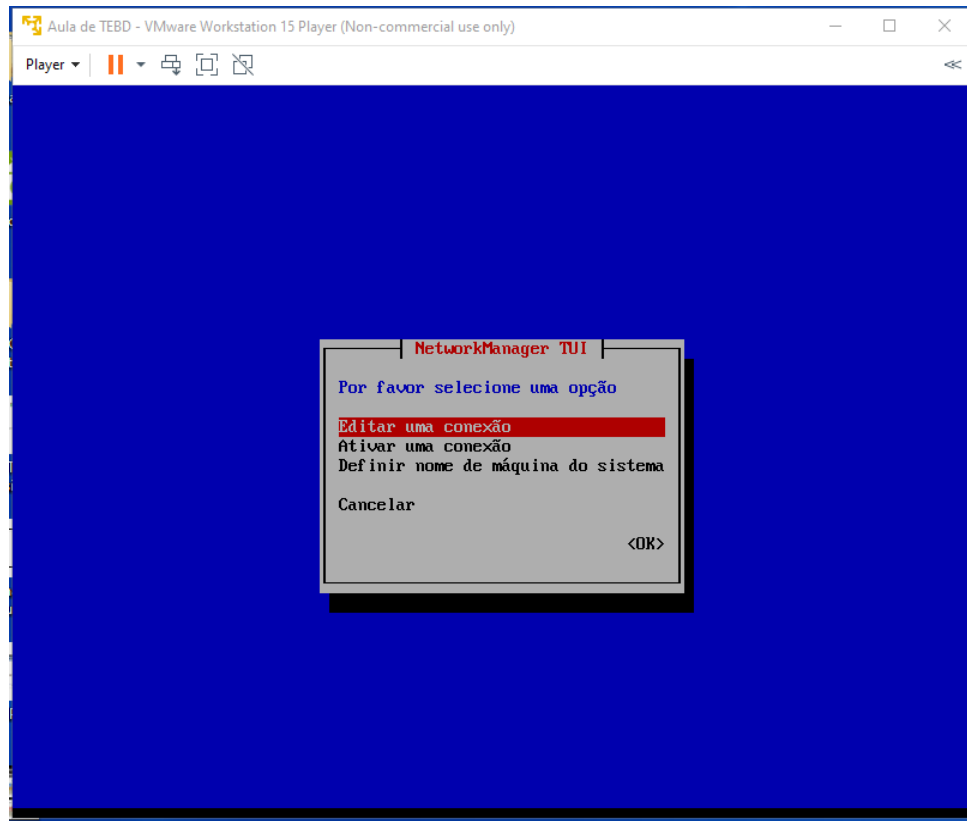 Aula de TEBD - VMware Workstation 15 Player (Non-commercial use only)
Player
NetworkManager TUI
Por favor selecione uma opção
Editar uma conexão
Ativar uma conexão
Definir nome de máquina do sistema
Cancelar
<OK>